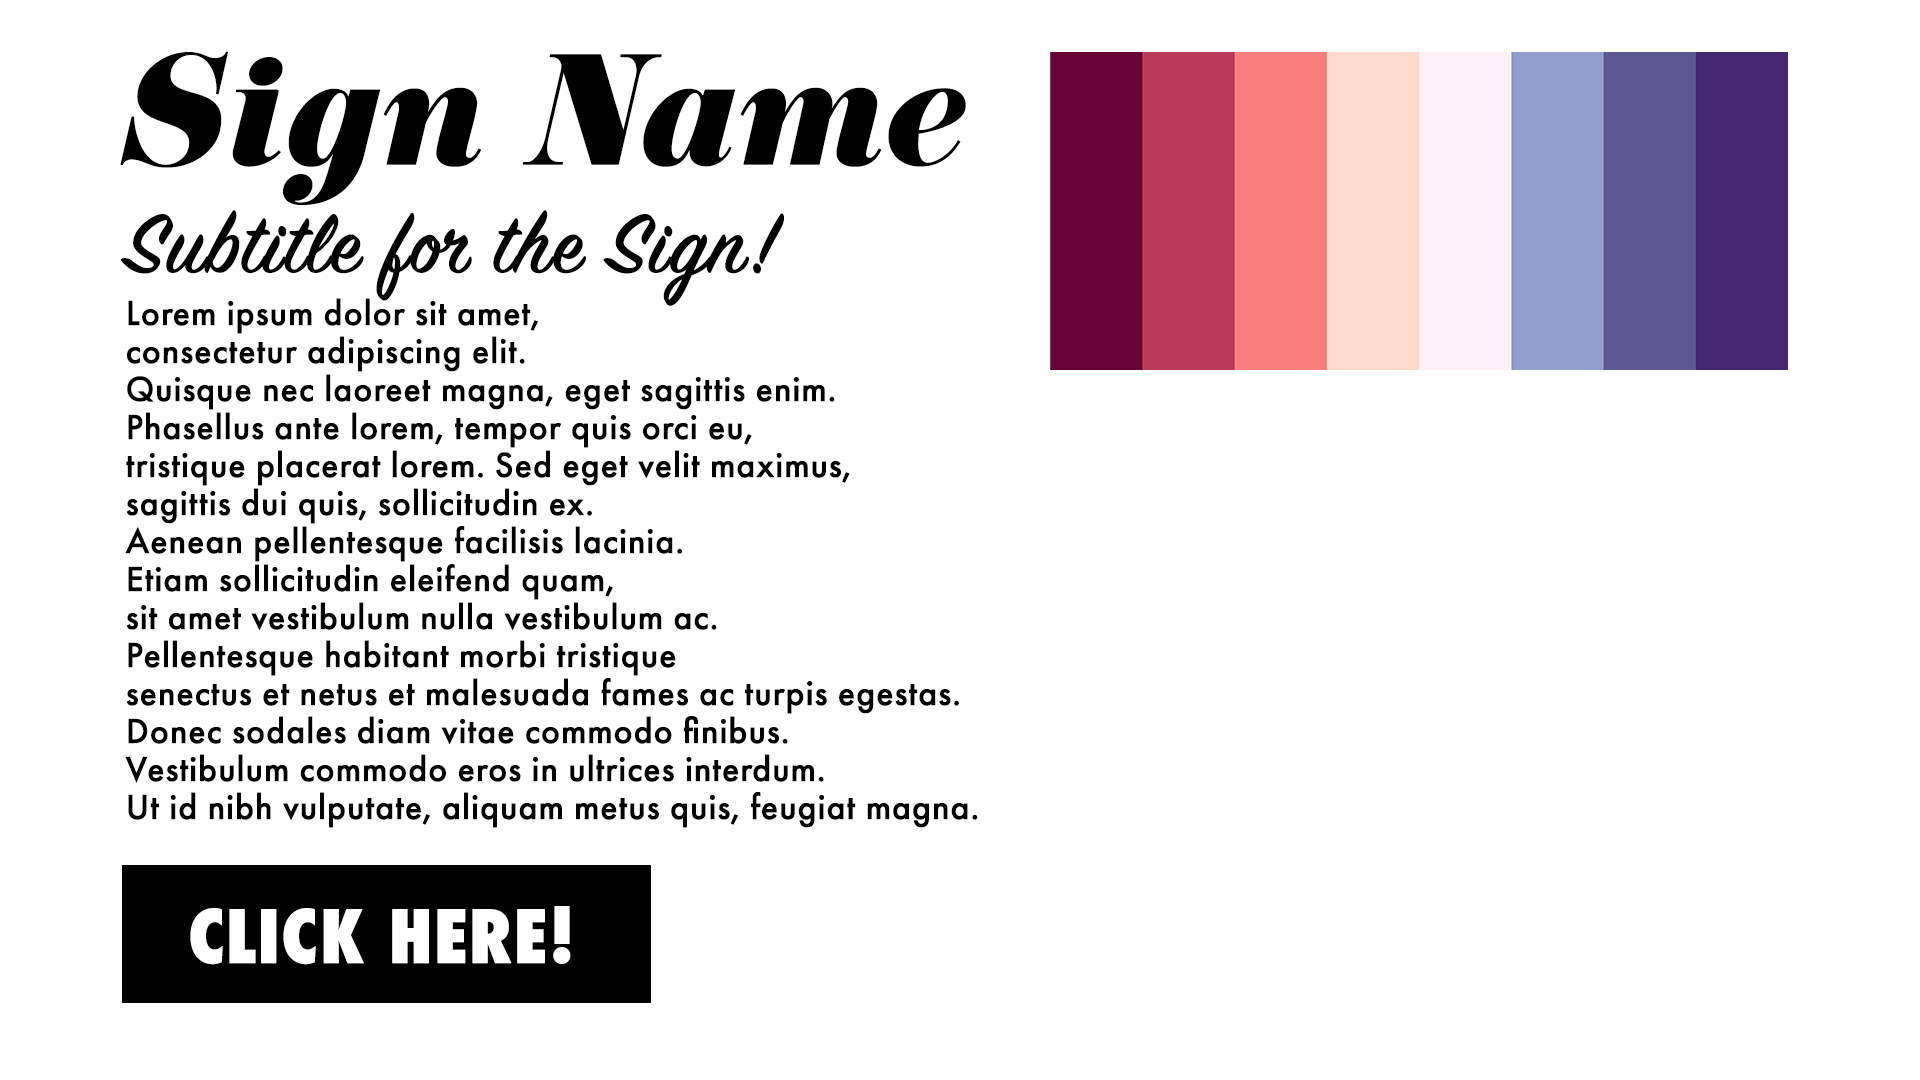 Sign Name
Subtitle for the Sign!
Lorem ipsum dolor sit amet,
consectetur adipiscing elit.
Quisque nec laoreet magna, eget sagittis enim.
Phasellus ante lorem, tempor quis orci eu,
tristique placerat lorem. Sed eget velit maximus,
sagittis dui quis, sollicitudin ex.
Aenean pellentesque facilisis lacinia.
Etiam sollicitudin eleifend quam,
sit amet vestibulum nulla vestibulum ac.
Pellentesque habitant morbi tristique
senectus et netus et malesuada fames ac turpis egestas.
Donec sodales diam vitae commodo finibus.
Vestibulum commodo eros in ultrices interdum.
Ut id nibh vulputate, aliquam metus quis, feugiat magna.
CLICK HERE!